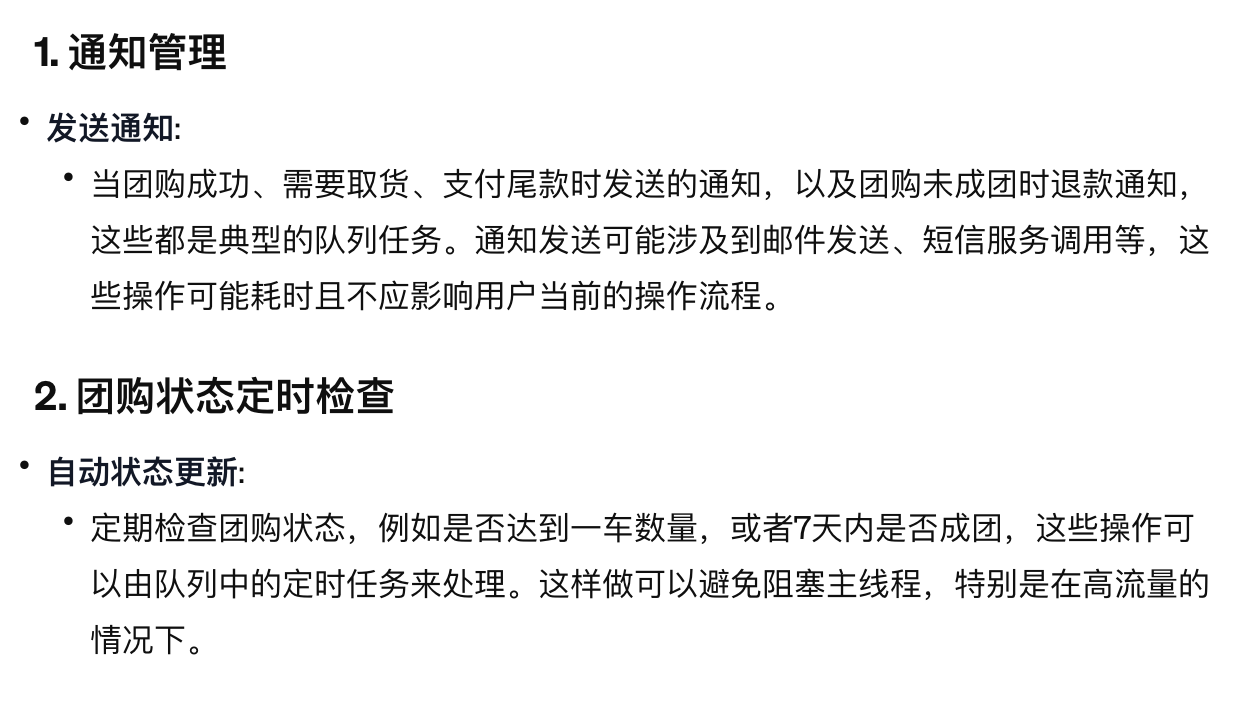 1. 通知管理
• 发送通知:
• 当团购成功、需要取货、支付尾款时发送的通知，以及团购未成团时退款通知，
这些都是典型的队列任务。通知发送可能涉及到邮件发送、短信服务调用等，这
些操作可能耗时且不应影响用户当前的操作流程。
2. 团购状态定时检查
• 自动状态更新:
• 定期检查团购状态，例如是否达到一车数量，或者7天内是否成团，这些操作可
以由队列中的定时任务来处理。这样做可以避免阻塞主线程，特别是在高流量的
情况下。